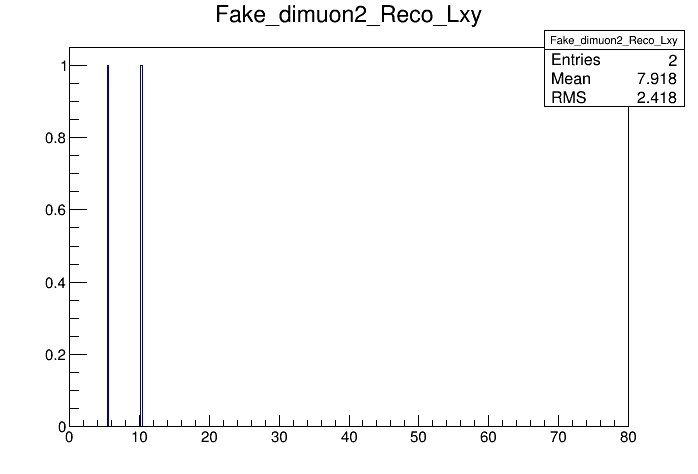 Fake_dimuon2_Reco_Lxy
Fake_dimuon2_Reco_Lxy
Entries 2
Mean 7.918
RMS 2.418
1
0.8
0.6
0.4
0.2
0
0 10 20 30 40 50 60 70 80